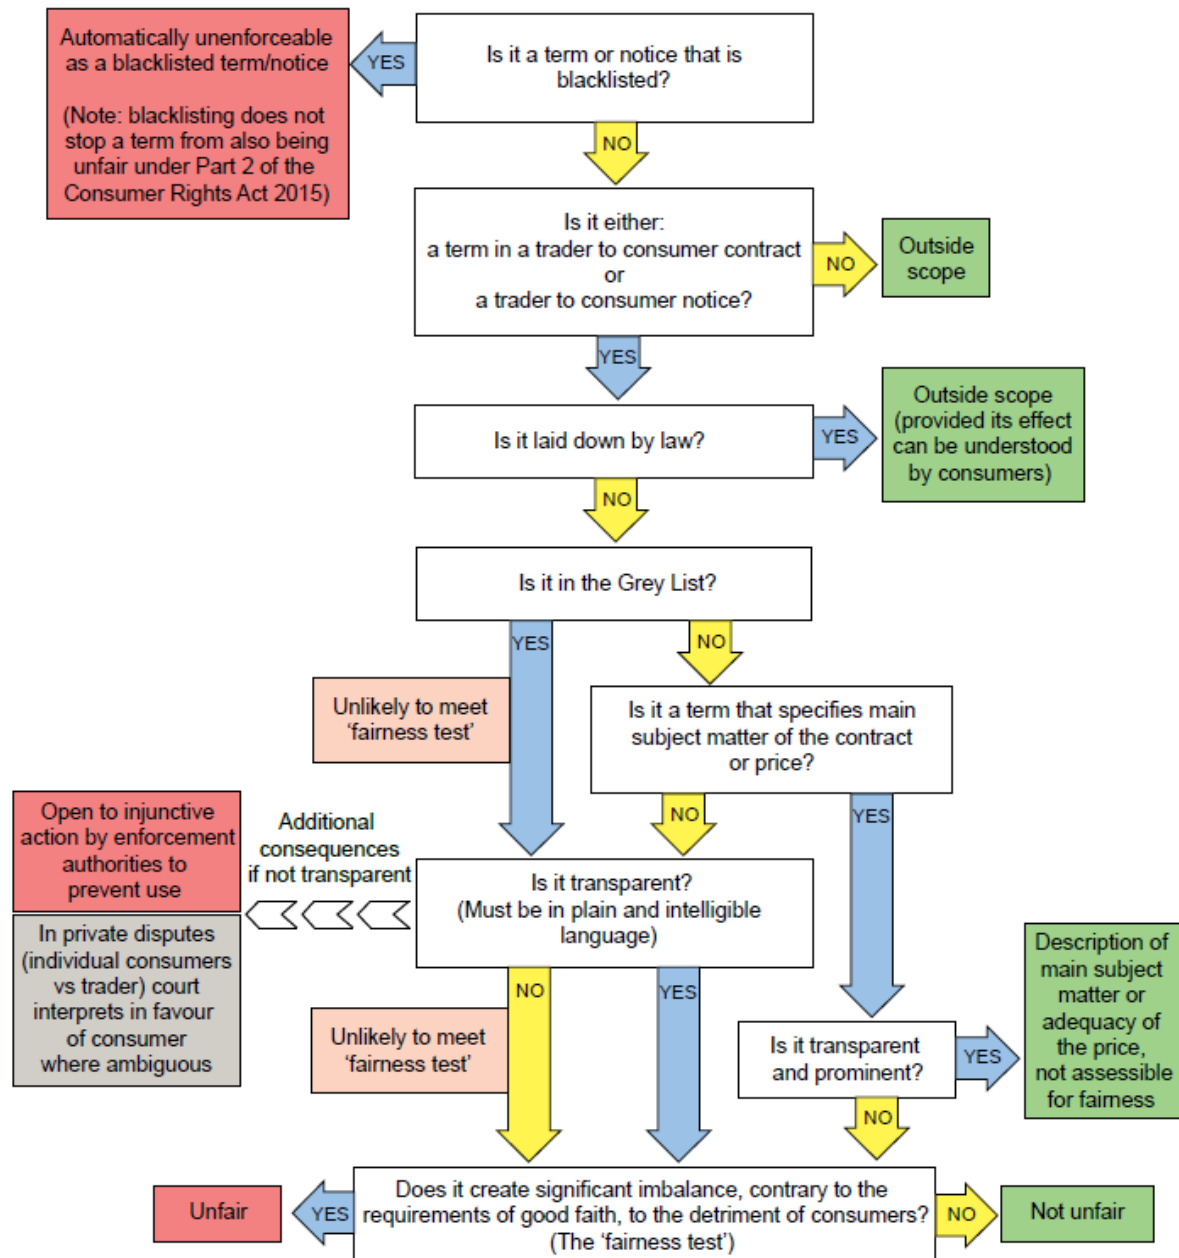 Automatically unenforceable
as a blacklisted term/notice
(Note: blacklisting does not
stop a term from also being
unfair under Part 2 of the
Consumer Rights Act 2015)
YES
Is it a term or notice that is
blacklisted?
NO
Is it either:
a term in a trader to consumer contract
or
a trader to consumer notice?
NO
Outside
scope
YES
Is it laid down by law?
YES
Outside scope
(provided its effect
can be understood
by consumers)
NO
Is it in the Grey List?
YES
NO
Unlikely to meet
‘fairness test’
Is it a term that specifies main
subject matter of the contract
or price?
NO
YES
Open to injunctive
action by enforcement
authorities to
prevent use
Additional
consequences
if not transparent
Is it transparent?
(Must be in plain and intelligible
language)
In private disputes
(individual consumers
vs trader) court
interprets in favour
of consumer
where ambiguous
NO
YES
Unlikely to meet
‘fairness test’
Is it transparent
and prominent?
YES
Description of
main subject
matter or
adequacy of
the price,
not assessible
for fairness
NO
Unfair
YES
Does it create significant imbalance, contrary to the
requirements of good faith, to the detriment of consumers?
(The ‘fairness test’)
NO
Not unfair